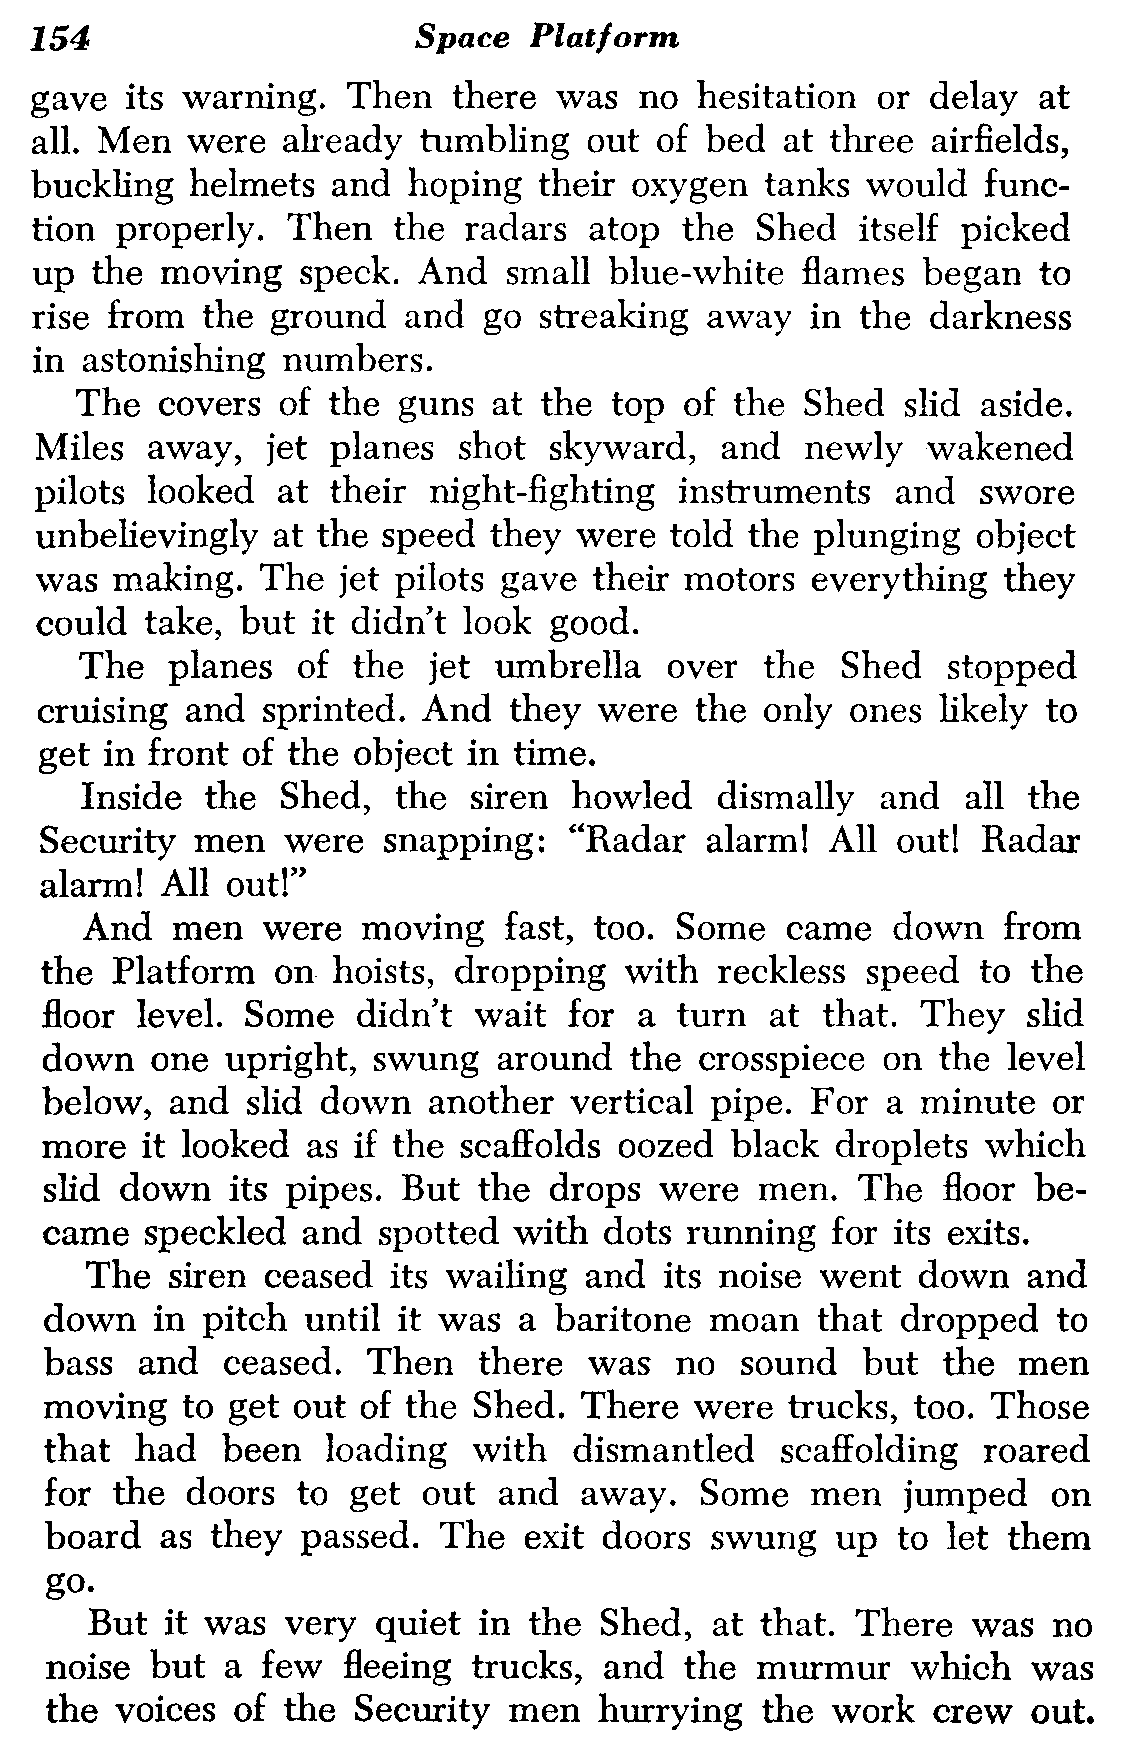 154 Space Platform
gave its warning. Then there was no hesitation or delay at
all. Men were already tumbling out of bed at three airfields,
buckling helmets and hoping their oxygen tanks would func-
tion properly. Then the radars atop the Shed itself picked
up the moving speck. And small blue-white flames began to
rise from the ground and go streaking away in the darkness
in astonishing numbers.
The covers of the guns at the top of the Shed slid aside.
Miles away, jet planes shot skyward, and newly wakened
pilots looked at their night-fighting instruments and swore
unbelievingly at the speed they were told the plunging object
was making. The jet pilots gave their motors everything they
could take, but it didn't look good.
The planes of the jet umbrella over the Shed stopped
cruising and sprinted. And they were the only ones likely to
get in front of the object in time.
Inside the Shed, the siren howled dismally and all the
Security men were snapping: “Radar alarm! All out! Radar
alarm! All out!”
And men were moving fast, too. Some came down from
the Platform on hoists, dropping with reckless speed to the
floor level. Some didn't wait for a turn at that. They slid
down one upright, swung around the crosspiece on the level
below, and slid down another vertical pipe. For a minute or
more it looked as if the scaffolds oozed black droplets which
slid down its pipes. But the drops were men. The floor be-
came speckled and spotted with dots running for its exits.
The siren ceased its wailing and its noise went down and
down in pitch until it was a baritone moan that dropped to
bass and ceased. Then there was no sound but the men
moving to get out of the Shed. There were trucks, too. Those
that had been loading with dismantled scaffolding roared
for the doors to get out and away. Some men jumped on
board as they passed. The exit doors swung up to let them
go.
But it was very quiet in the Shed, at that. There was no
noise but a few fleeing trucks, and the murmur which was
the voices of the Security men hurrying the work crew out.